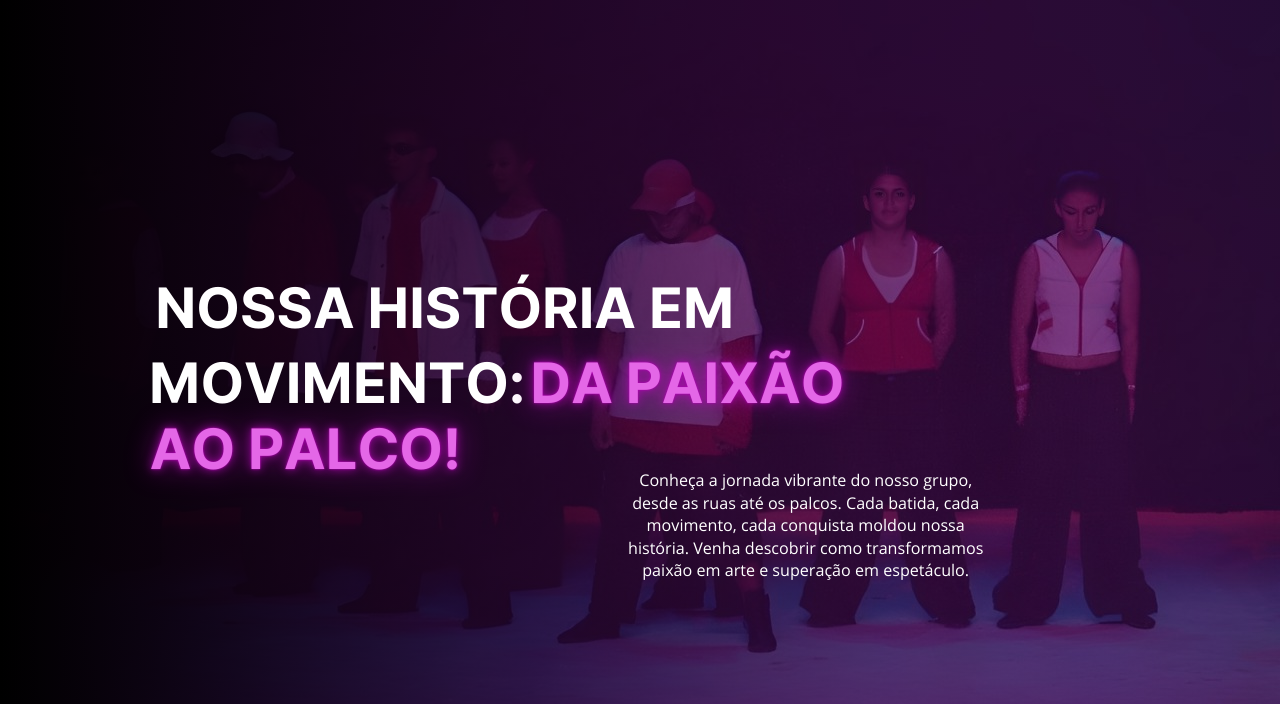 NOSSA HISTÓRIA EM
MOVIMENTO: DA PAIXÃO
AO PALCO!
Conheça a jornada vibrante do nosso grupo,
desde as ruas até os palcos. Cada batida, cada
movimento, cada conquista moldou nossa
história. Venha descobrir como transformamos
paixão em arte e superação em espetáculo.